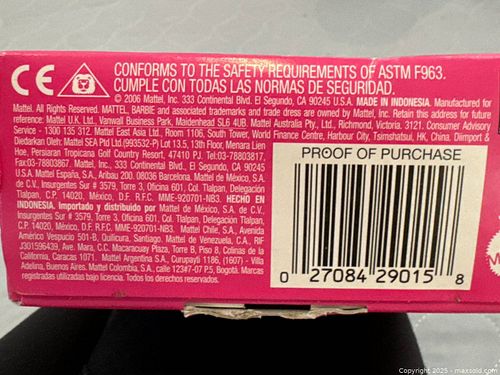 CE
CONFORMS TO THE SAFETY REQUIREMENTS OF ASTM F963.
CUMPLE CON TODAS LAS NORMAS DE SEGURIDAD.
© 2006 Mattel, Inc. 333 Continental Blvd. El Segundo, CA 90245 U.S.A. MADE IN INDONESIA. Manufactured for
Mattel. All Rights Reserved. MATTEL, BARBIE and associated trademarks and trade dress are owned by Mattel, Inc. Retain this address for future
reference: Mattel U.K. Ltd., Vanwall Business Park, Maidenhead SL6 4UB. Mattel Australia Pty., Ltd., Richmond, Victoria. 3121. Consumer Advisory
Service - 1300 135 312. Mattel East Asia Ltd., Room 1106, South Tower, World Finance Centre, Harbour City, Tsimshatsui, HK, China. Diimport &
Diedarkan Oleh: Mattel SEA Ptd Ltd.(993532-P) Lot 13.5, 13th Floor, Menara Lien
Hoe, Persiaran Tropicana Golf Country Resort, 47410 PJ. Tel:03-78803817,
Fax:03-78803867. Mattel, Inc., 333 Continental Blvd., El Segundo, CA 90245
U.S.A. Mattel España, S.A., Aribau 200. 08036 Barcelona. Mattel de México, S.A.
de C.V., Insurgentes Sur # 3579, Torre 3, Oficina 601, Col. Tlalpan, Delegación
Tlalpan, C.P. 14020, México, D.F. R.F.C. MME-920701-NB3. HECHO EN
INDONESIA. Importado y distribuido por Mattel de México, S.A. de C.V.,
Insurgentes Sur # 3579, Torre 3, Oficina 601, Col. Tlalpan, Delegación Tlalpan,
C.P. 14020, México, D.F. R.F.C. MME-920701-NB3. Mattel Chile, S.A., Avenida
Américo Vespucio 501-B, Quilicura, Santiago. Mattel de Venezuela, C.A., RIF
J301596439, Ave. Mara, C.C. Macaracuay Plaza, Torre B, Piso 8, Colinas de la
California, Caracas 1071. Mattel Argentina S.A., Curupaytí 1186, (1607) - Villa
Adelina, Buenos Aires. Mattel Colombia, S.A., calle 123#7-07 P.5, Bogotá. Marcas
registradas utilizadas bajo licencia. Todos los derechos reservados.
PROOF OF PURCHASE
0 27084 29015 8
M
Copyright 2025 - maxsold.com